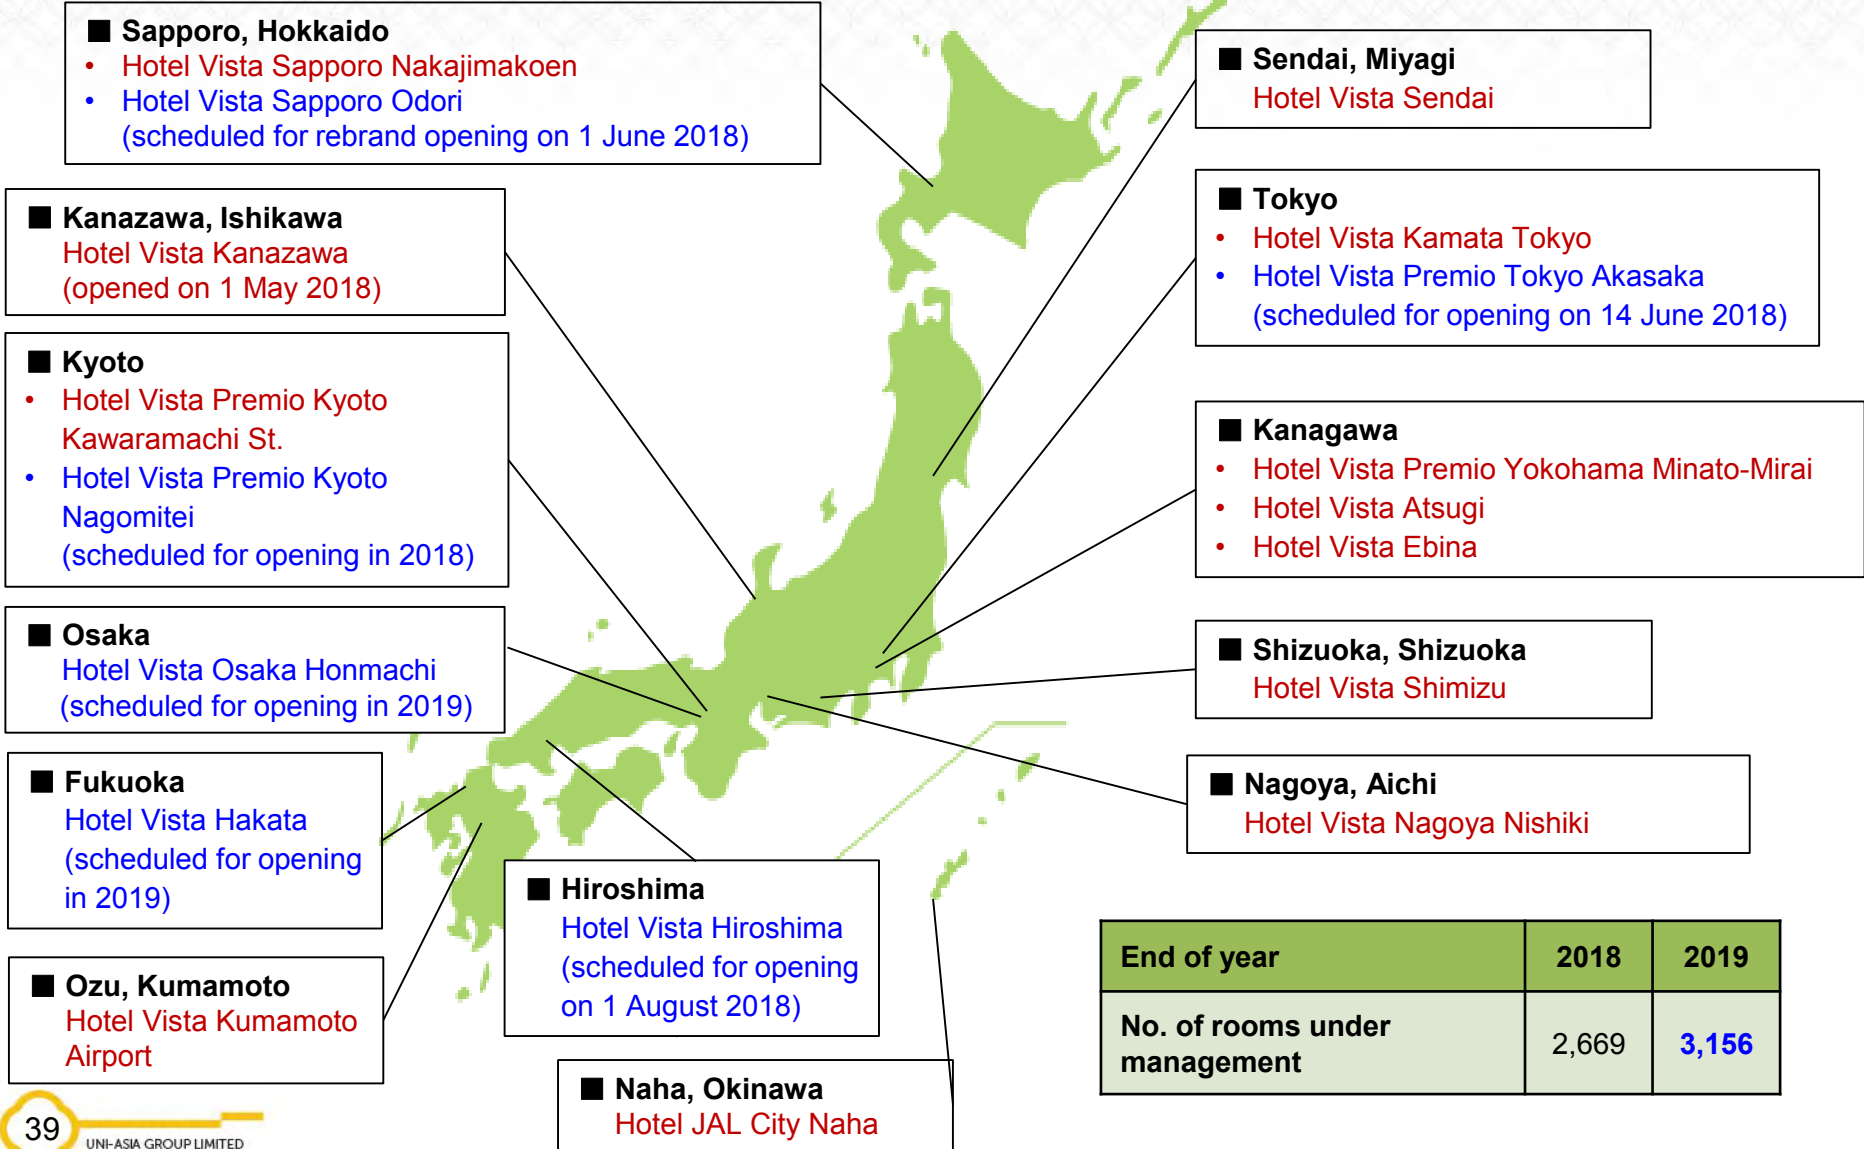 ■ Sapporo, Hokkaido
• Hotel Vista Sapporo Nakajimakoen
• Hotel Vista Sapporo Odori
(scheduled for rebrand opening on 1 June 2018)
■ Kanazawa, Ishikawa
Hotel Vista Kanazawa
(opened on 1 May 2018)
■ Kyoto
• Hotel Vista Premio Kyoto
Kawaramachi St.
• Hotel Vista Premio Kyoto
Nagomitei
(scheduled for opening in 2018)
■ Osaka
Hotel Vista Osaka Honmachi
(scheduled for opening in 2019)
■ Fukuoka
Hotel Vista Hakata
(scheduled for opening
in 2019)
■ Ozu, Kumamoto
Hotel Vista Kumamoto
Airport
■ Hiroshima
Hotel Vista Hiroshima
(scheduled for opening
on 1 August 2018)
■ Naha, Okinawa
Hotel JAL City Naha
■ Sendai, Miyagi
Hotel Vista Sendai
■ Tokyo
• Hotel Vista Kamata Tokyo
• Hotel Vista Premio Tokyo Akasaka
(scheduled for opening on 14 June 2018)
■ Kanagawa
• Hotel Vista Premio Yokohama Minato-Mirai
• Hotel Vista Atsugi
• Hotel Vista Ebina
■ Shizuoka, Shizuoka
Hotel Vista Shimizu
■ Nagoya, Aichi
Hotel Vista Nagoya Nishiki
End of year 2018 2019
No. of rooms under
management 2,669 3,156
39
UNI-ASIA GROUP LIMITED